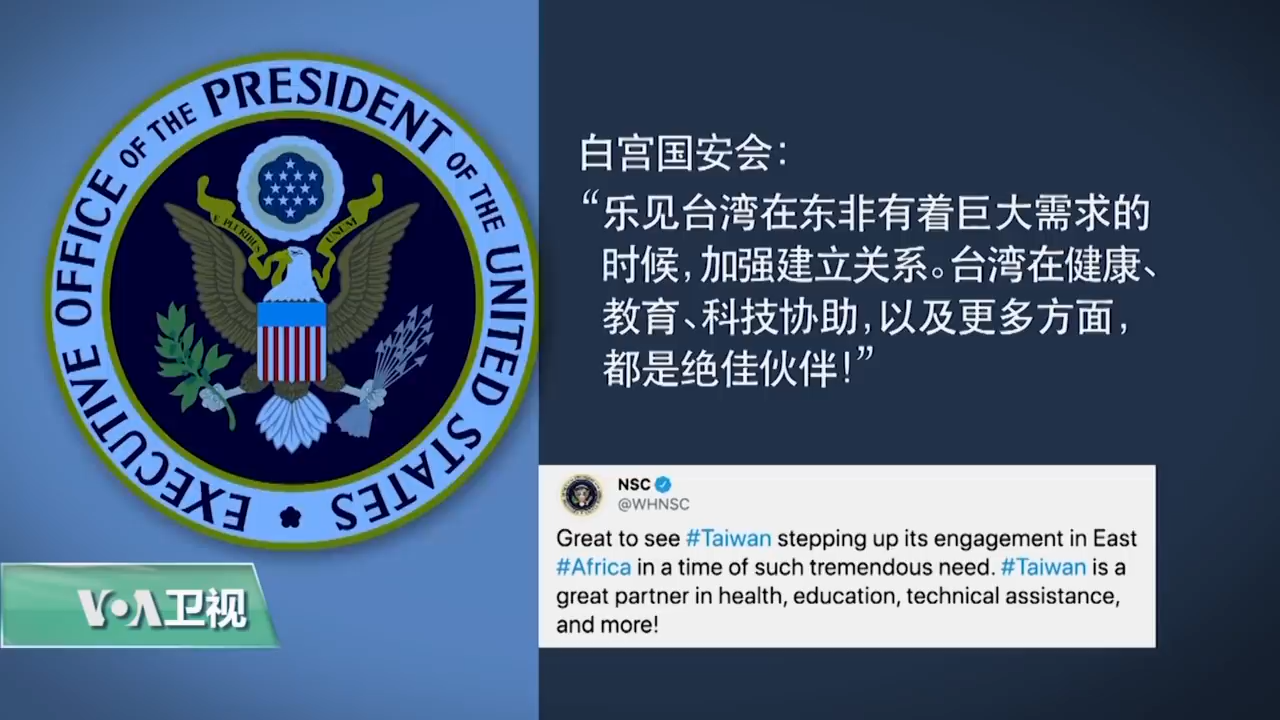 EXECUTIVE OFFICE OF THE PRESIDENT OF THE UNITED STATES
E PLURIBUS UNUM
白宫国安会：
“乐见台湾在东非有着巨大需求的
时候，加强建立关系。台湾在健康、
教育、科技协助，以及更多方面，
都是绝佳伙伴！”
NSC
@WHNSC
Great to see #Taiwan stepping up its engagement in East
#Africa in a time of such tremendous need. #Taiwan is a
great partner in health, education, technical assistance,
and more!
VOA卫视